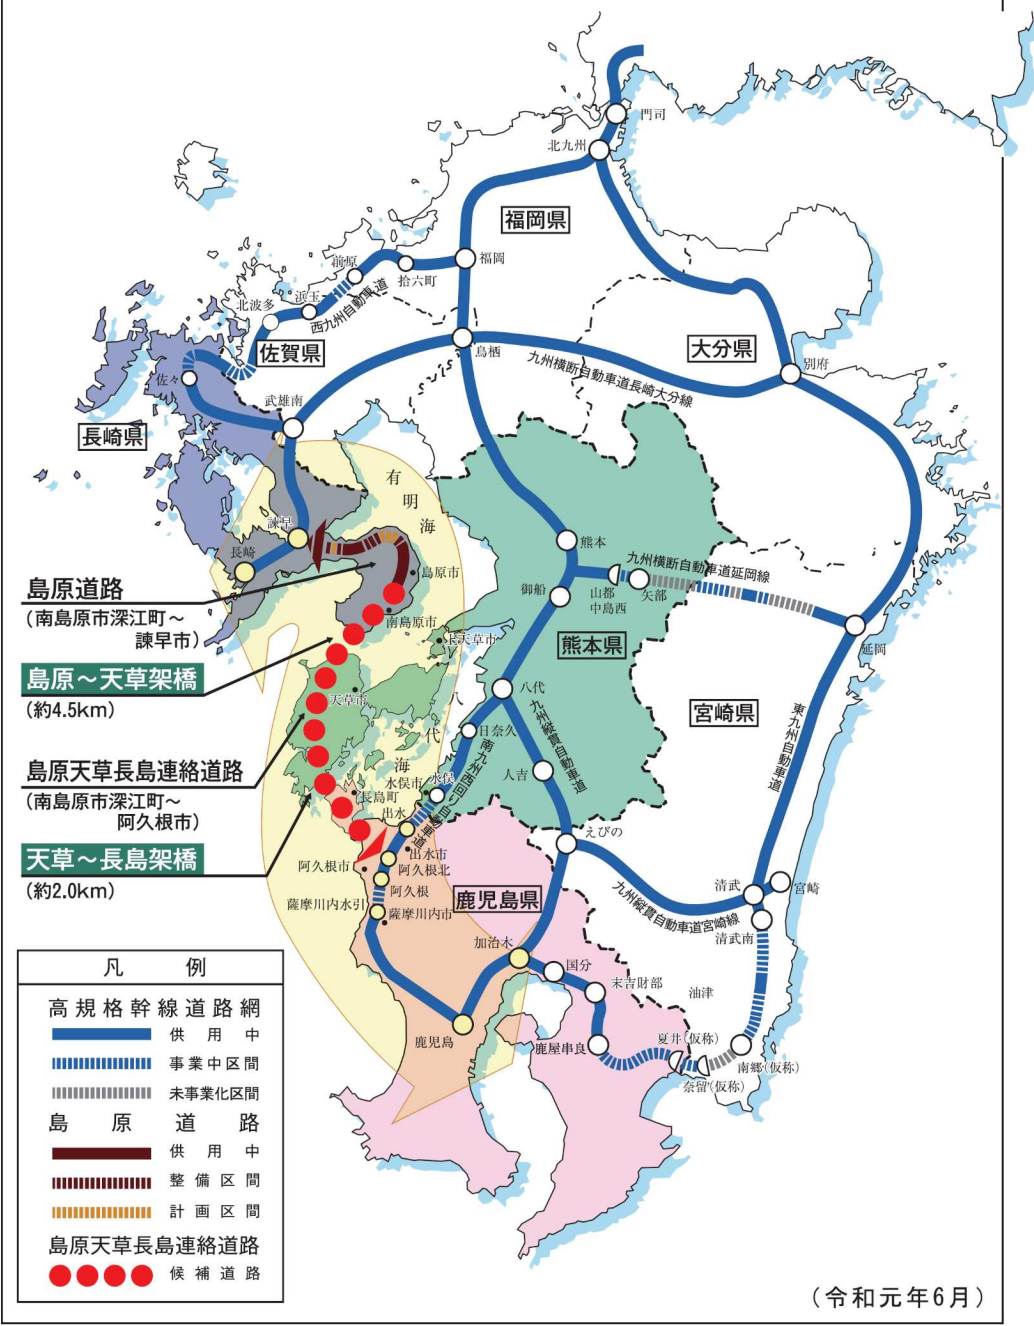 門司
北九州
福岡県
福岡
前原
拾六町
浜玉
北波多
西九州自動車道
佐賀県
鳥栖
大分県
別府
九州横断自動車道長崎大分線
佐々
武雄南
長崎県
有明海
諫早
長崎
島原市
熊本
九州横断自動車道延岡線
山都
中島西
矢部
御船
島原道路
(南島原市深江町~
諫早市)
南島原市
上天草市
熊本県
延岡
島原~天草架橋
(約4.5km)
天草市
八代
八代海
宮崎県
東九州自動車道
日奈久
九州縦貫自動車道
南九州西回り自動車道
人吉
島原天草長島連絡道路
(南島原市深江町~
阿久根市)
水俣
水俣市
長島町
出水
えびの
天草~長島架橋
(約2.0km)
出水市
阿久根市
阿久根北
阿久根
薩摩川内水引
薩摩川内市
鹿児島県
九州縦貫自動車道宮崎線
清武
宮崎
清武南
加治木
国分
末吉財部
油津
鹿児島
鹿屋串良
夏井(仮称)
奈留(仮称)
南郷(仮称)
凡例
高規格幹線道路網
供用中
事業中区間
未事業化区間
島原道路
供用中
整備区間
計画区間
島原天草長島連絡道路
候補道路
(令和元年6月)